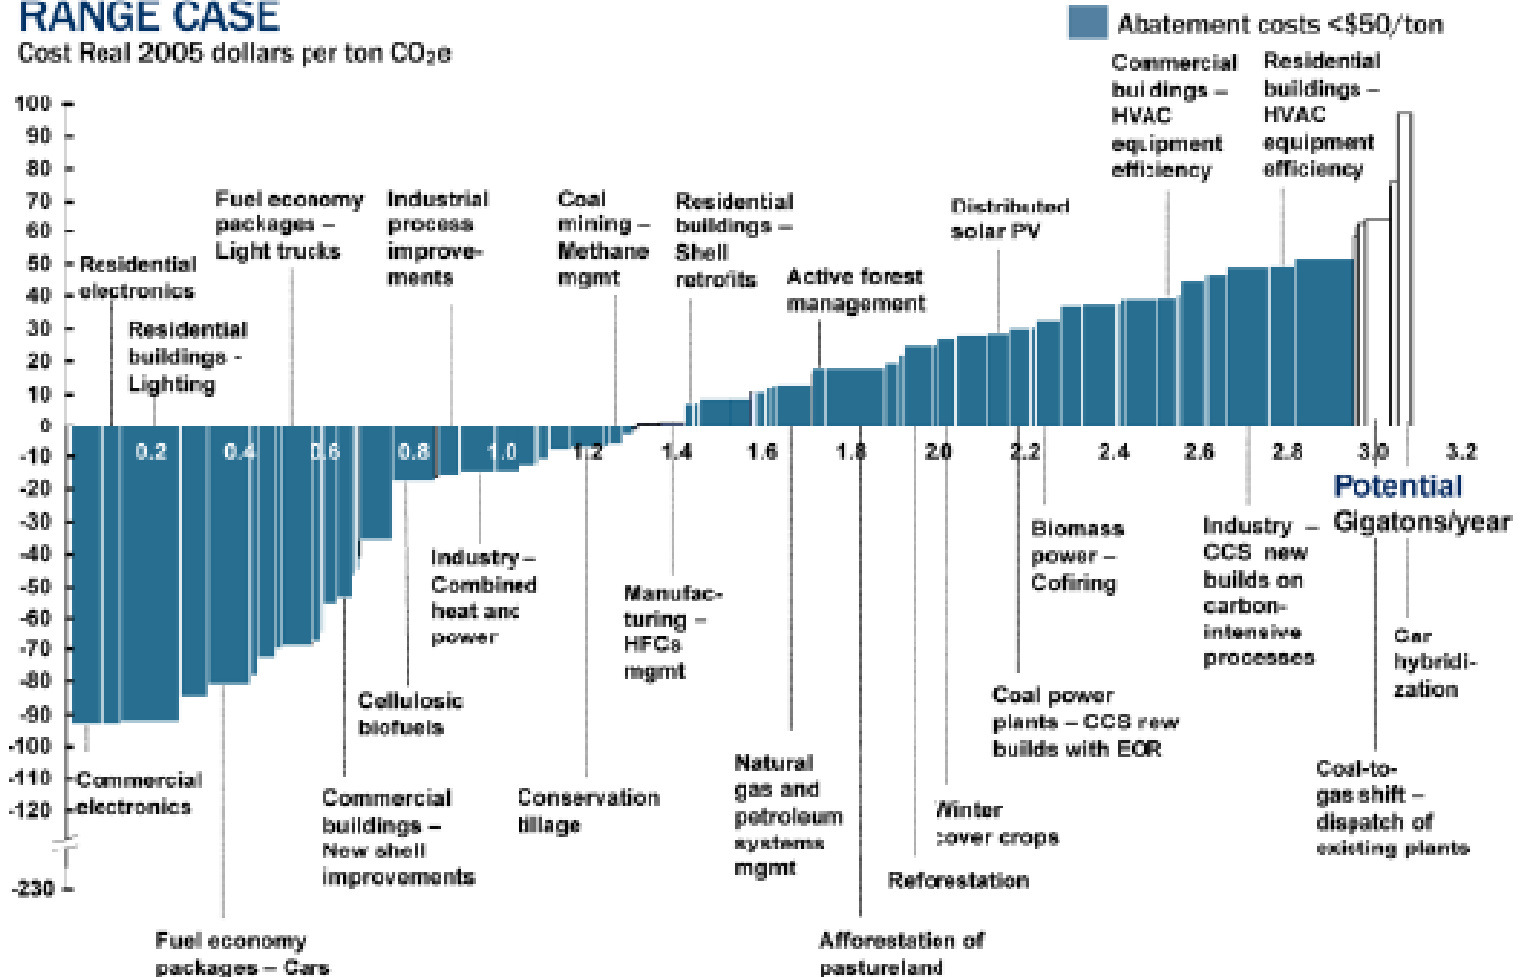 RANGE CASE
Cost Real 2005 dollars per ton CO₂e
Abatement costs <$50/ton
Commercial
buildings –
HVAC
equipment
efficiency
Residential
buildings –
HVAC
equipment
efficiency
100
90
80
70
60
50
40
30
20
10
0
-10
-20
-30
-40
-50
-60
-70
-80
-90
-100
-110
-120
-230
Residential
electronics
Residential
buildings -
Lighting
Fuel economy
packages –
Light trucks
Industrial
process
improve-
ments
Coal
mining –
Methane
mgmt
Residential
buildings –
Shell
retrofits
Active forest
management
Distributed
solar PV
0.2
0.4
0.6
0.8
1.0
1.2
1.4
1.6
1.8
2.0
2.2
2.4
2.6
2.8
3.0
3.2
Potential
Gigatons/year
Commercial
electronics
Fuel economy
packages – Cars
Commercial
buildings –
New shell
improvements
Cellulosic
biofuels
Industry –
Combined
heat and
power
Conservation
tillage
Manufac-
turing –
HFCs
mgmt
Natural
gas and
petroleum
systems
mgmt
Afforestation of
pastureland
Reforestation
Winter
cover crops
Coal power
plants – CCS new
builds with EOR
Biomass
power –
Cofiring
Industry –
CCS new
builds on
carbon-
intensive
processes
Coal-to-
gas shift –
dispatch of
existing plants
Car
hybridi-
zation